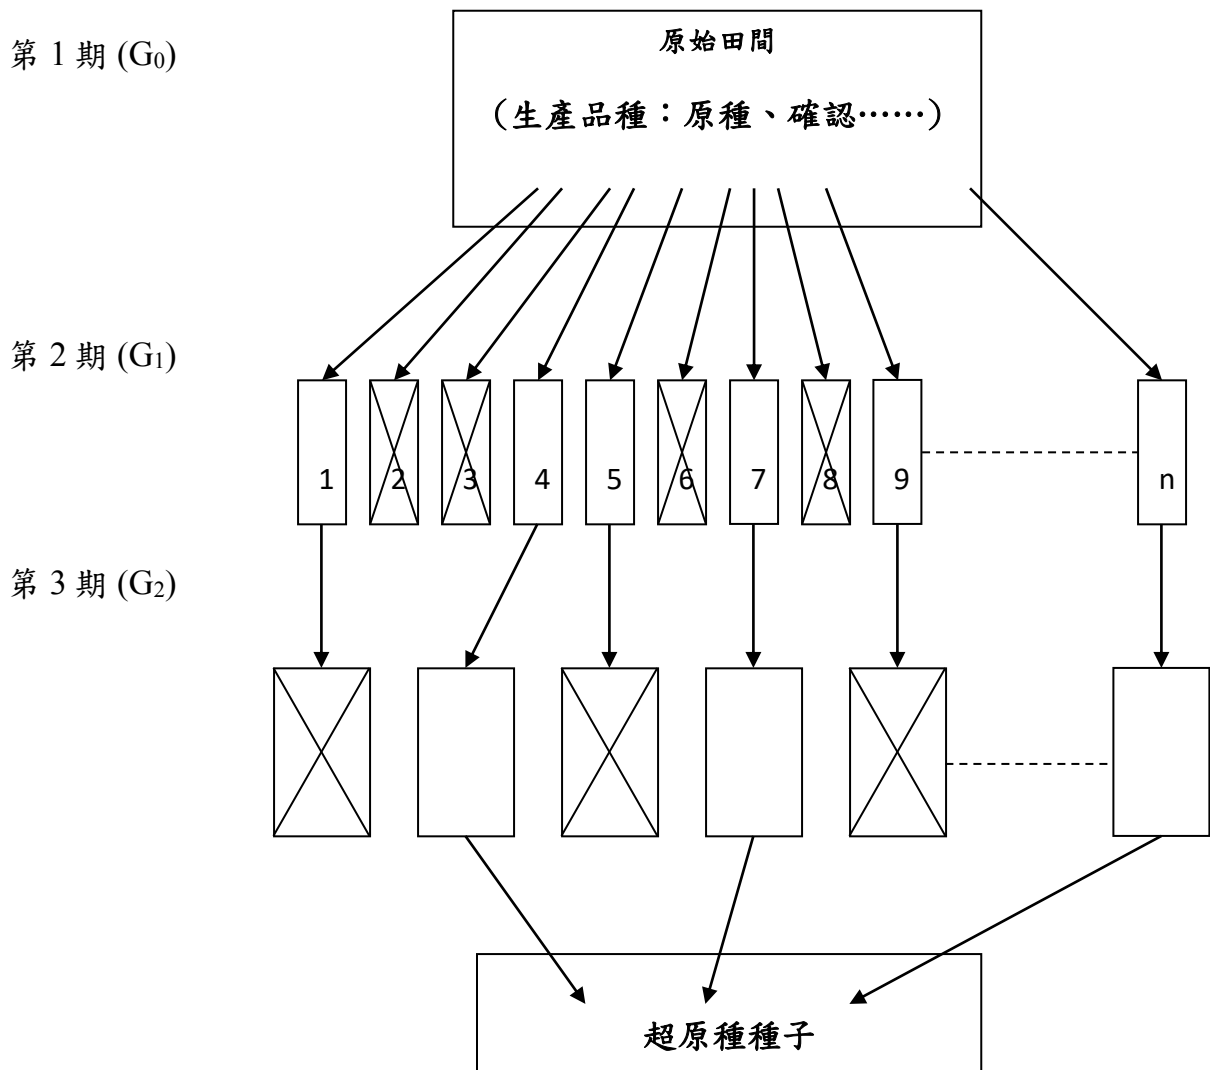 第 1 期 (G₀)
原始田間
（生產品種：原種、確認⋯⋯）
第 2 期 (G₁)
1 2 3 4 5 6 7 8 9 n
第 3 期 (G₂)
超原種種子